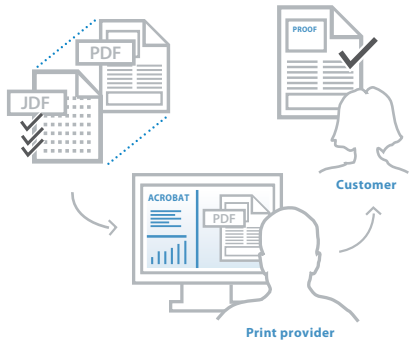 PDF
JDF
PROOF
Customer
ACROBAT
PDF
Print provider